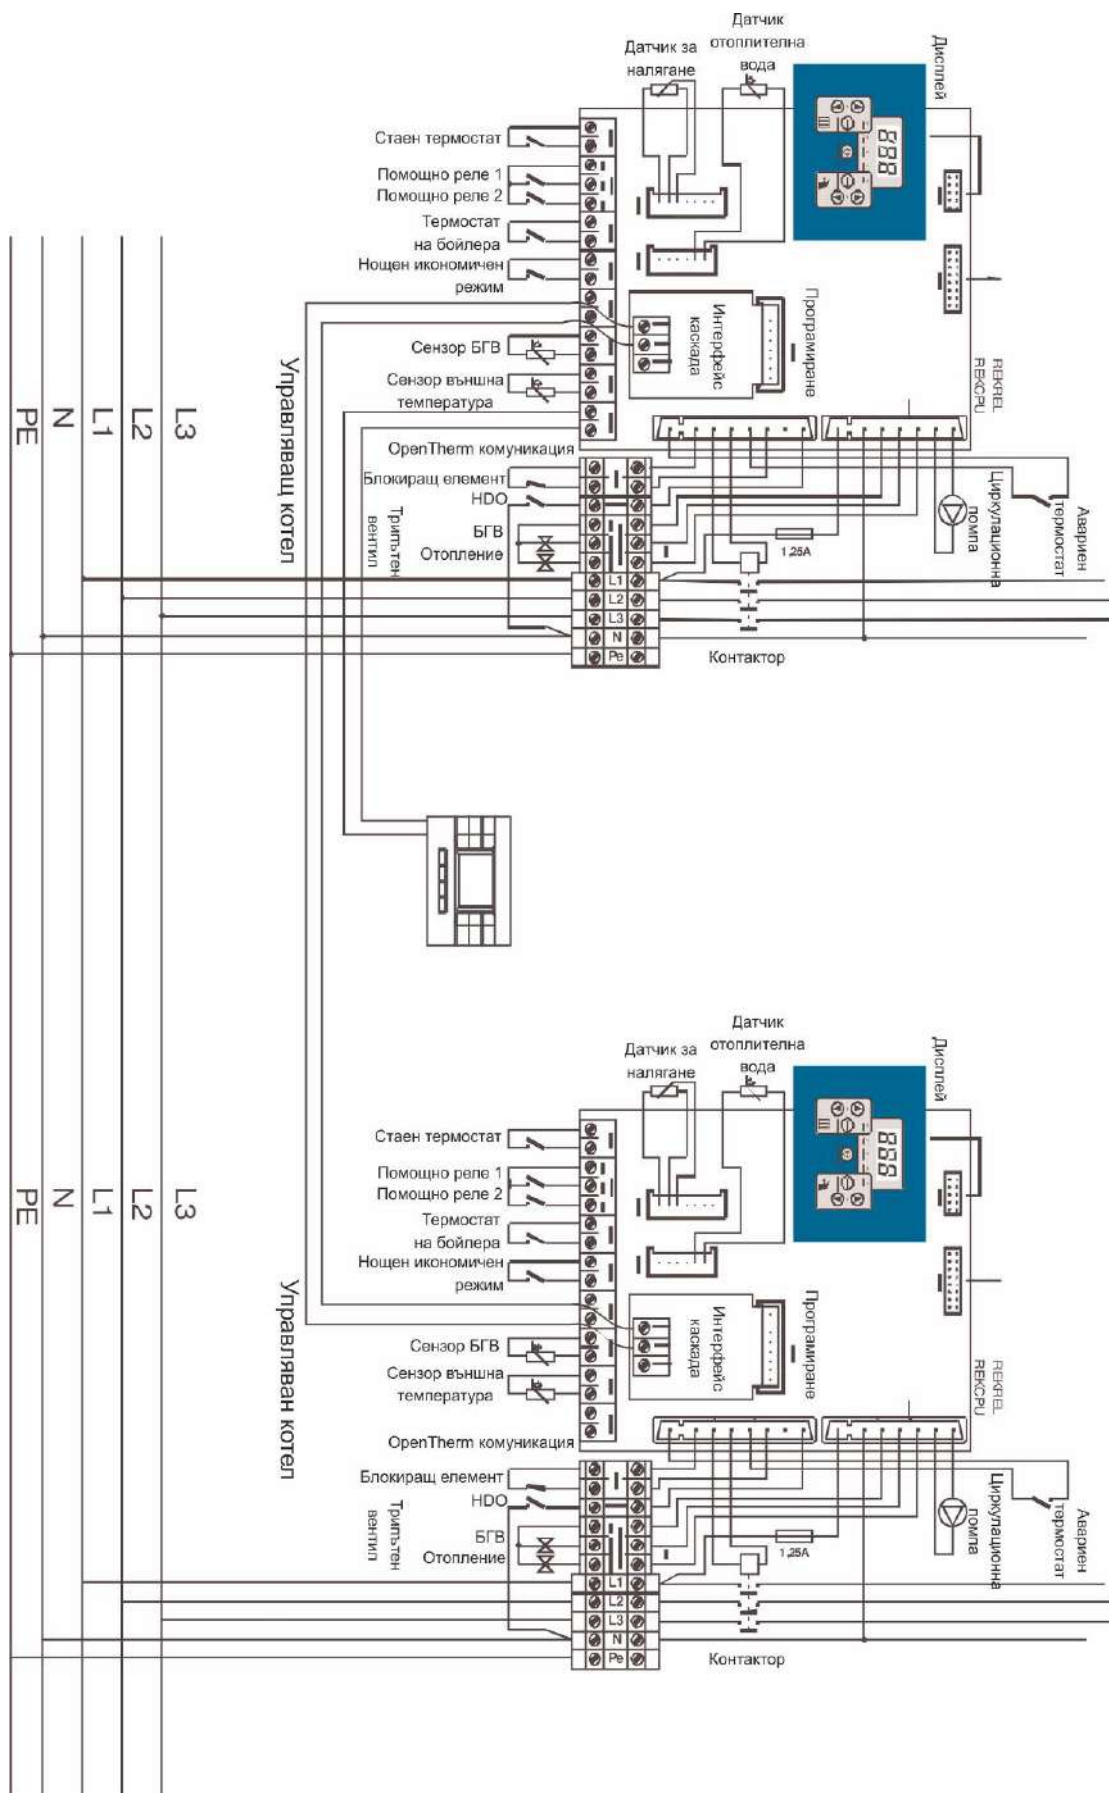 Датчик
отоплителна
вода
Датчик за
налягане
Дисплей
Стаен термостат
Помощно реле 1
Помощно реле 2
Термостат
на бойлера
Нощен икономичен
режим
Интерфейс
каскада
Програмиране
Сензор БГВ
Сензор външна
температура
REKREL
REKCPU
OpenTherm комуникация
Блокиращ елемент
HDO
Трипътен
вентил
БГВ
Отопление
1,25A
Циркулационна
помпа
Авариен
термостат
L1
L2
L3
N
Pe
Контактор
Управляващ котел
L3
L2
L1
N
PE
Датчик
отоплителна
вода
Датчик за
налягане
Дисплей
Стаен термостат
Помощно реле 1
Помощно реле 2
Термостат
на бойлера
Нощен икономичен
режим
Интерфейс
каскада
Програмиране
Сензор БГВ
Сензор външна
температура
REKREL
REKCPU
OpenTherm комуникация
Блокиращ елемент
HDO
Трипътен
вентил
БГВ
Отопление
1,25A
Циркулационна
помпа
Авариен
термостат
L1
L2
L3
N
Pe
Контактор
Управляван котел
L3
L2
L1
N
PE